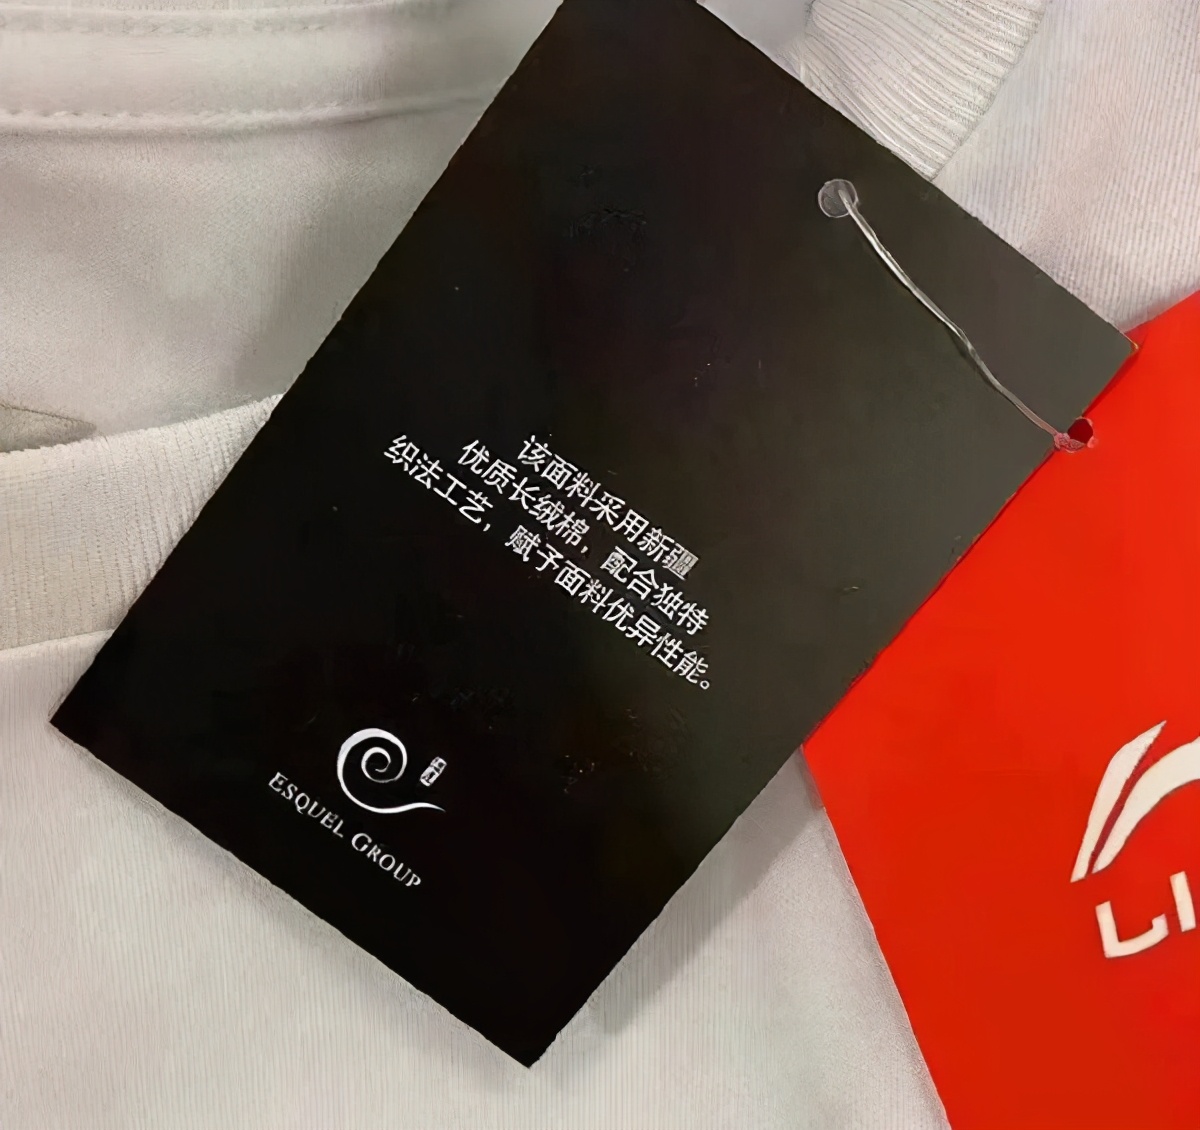 该面料采用新疆
优质长绒棉，配合独特
织法工艺，赋予面料优异性能。
ESQUEL GROUP
LI